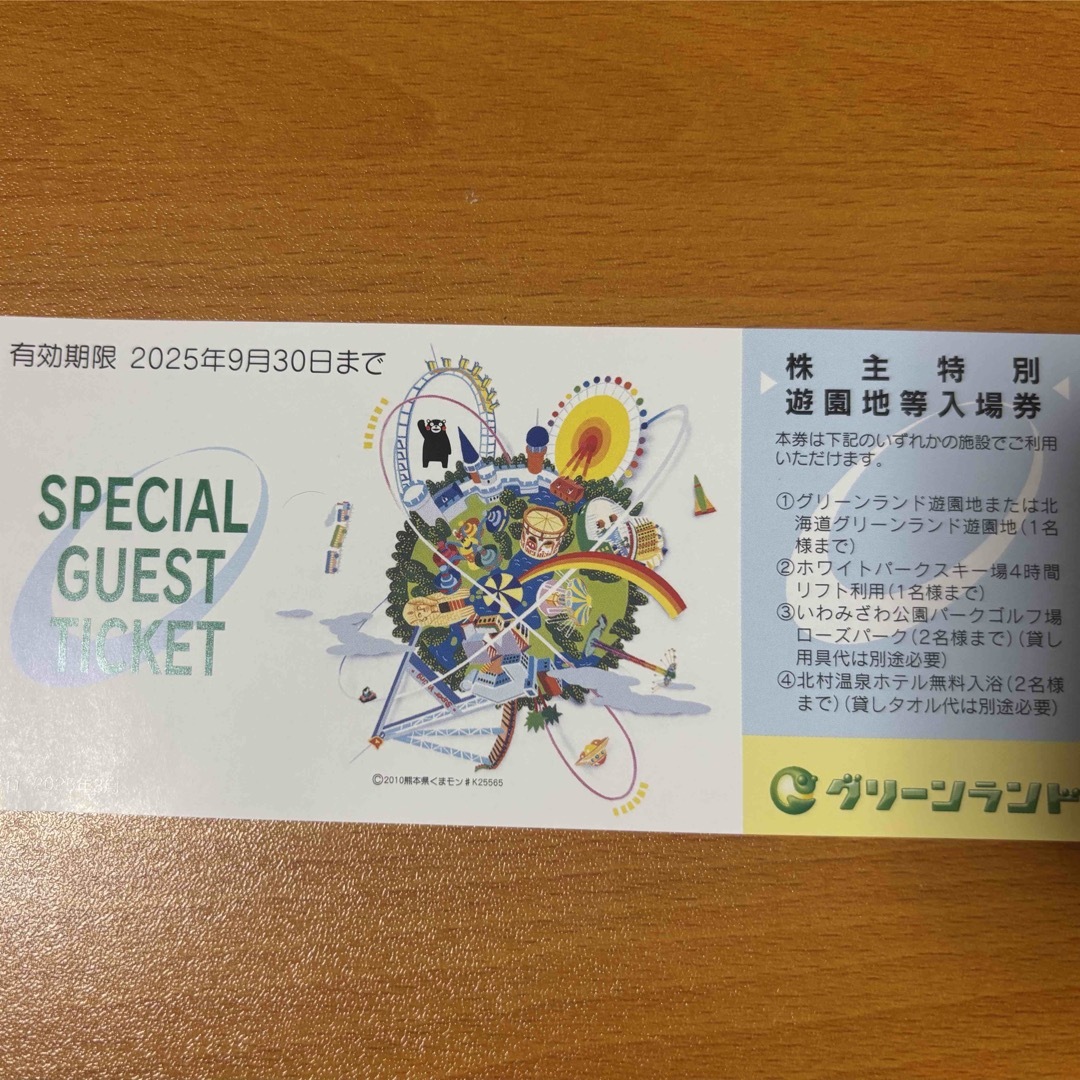 有効期限 2025年9月30日まで
SPECIAL
GUEST
TICKET
©2010熊本県くまモン#K25565
株主特別
遊園地等入場券
本券は下記のいずれかの施設でご利用
いただけます。
①グリーンランド遊園地または北
海道グリーンランド遊園地(1名
様まで)
②ホワイトパークスキー場4時間
リフト利用(1名様まで)
③いわみざわ公園パークゴルフ場
ローズパーク(2名様まで)(貸し
用具代は別途必要)
④北村温泉ホテル無料入浴(2名様
まで)(貸しタオル代は別途必要)
グリーンランド